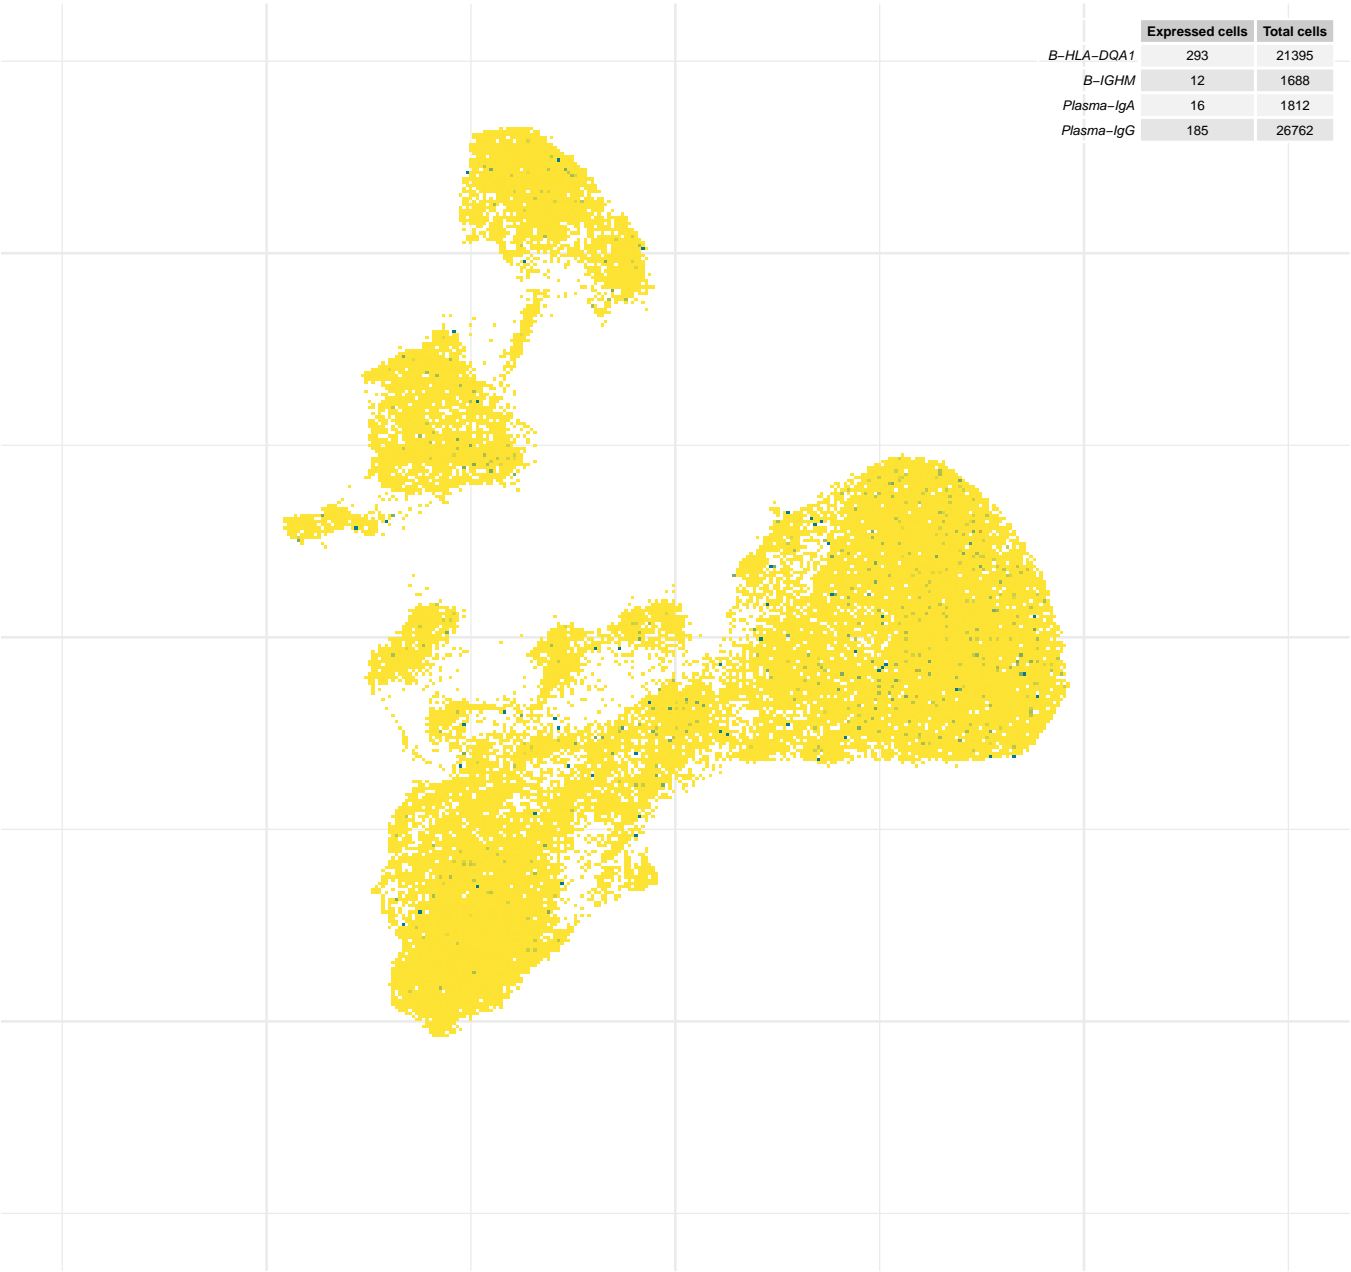 Expressed cells Total cells
B−HLA−DQA1 293 21395
B−IGHM 12 1688
Plasma−IgA 16 1812
Plasma−IgG 185 26762